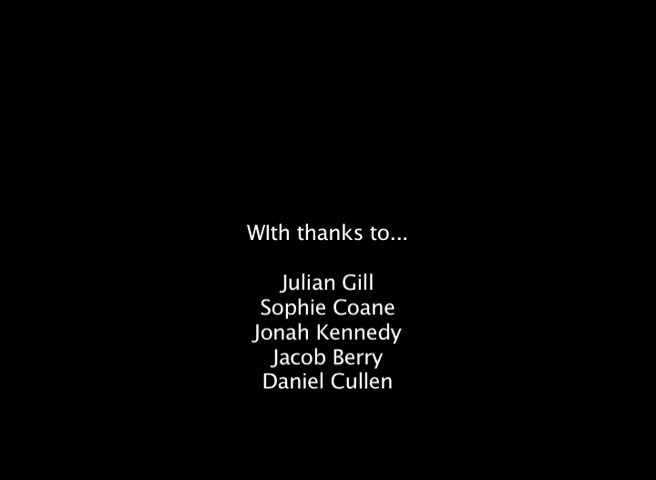 WIth thanks to...
Julian Gill
Sophie Coane
Jonah Kennedy
Jacob Berry
Daniel Cullen